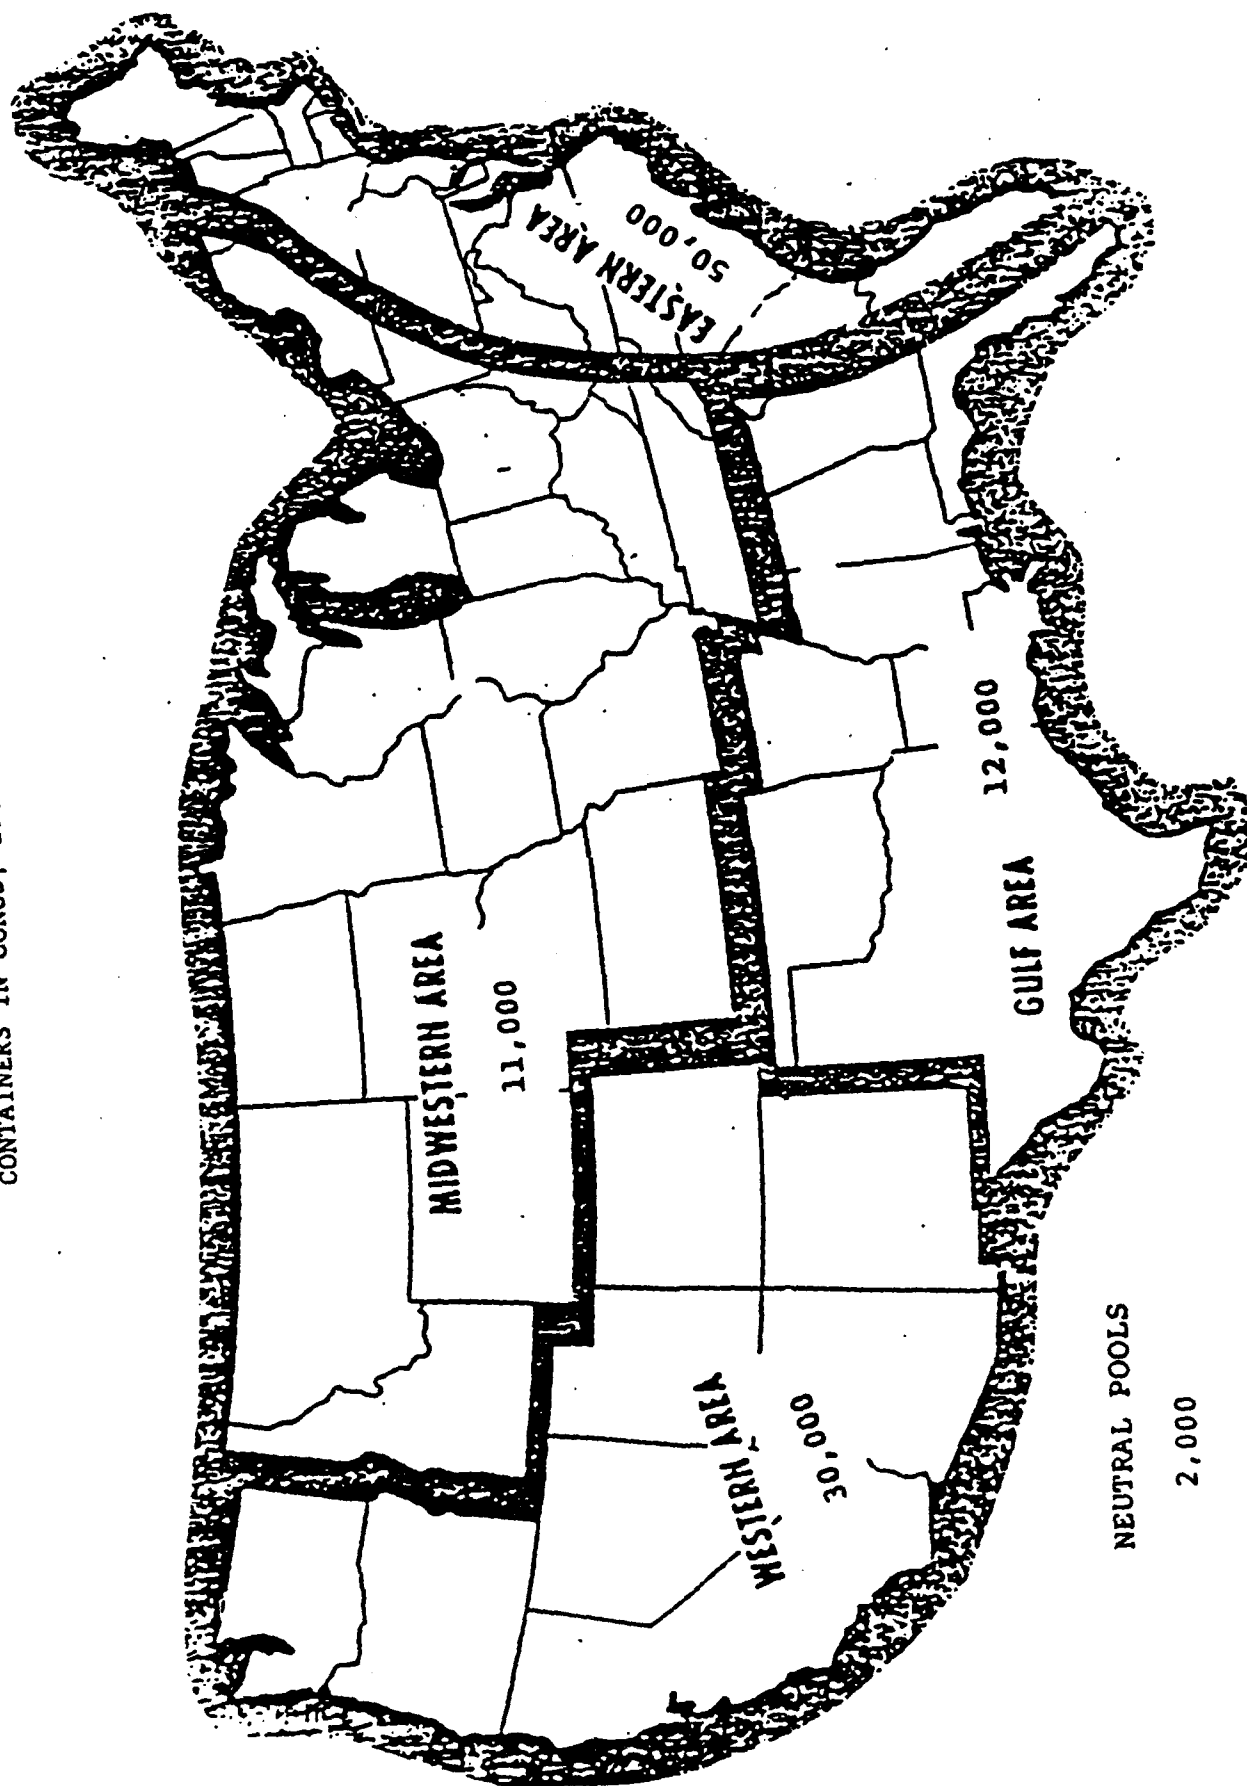 CONTAINERS IN CONUS,
EASTERN AREA
50,000
MIDWESTERN AREA
11,000
WESTERN AREA
30,000
GULF AREA 12,000
NEUTRAL POOLS
2,000